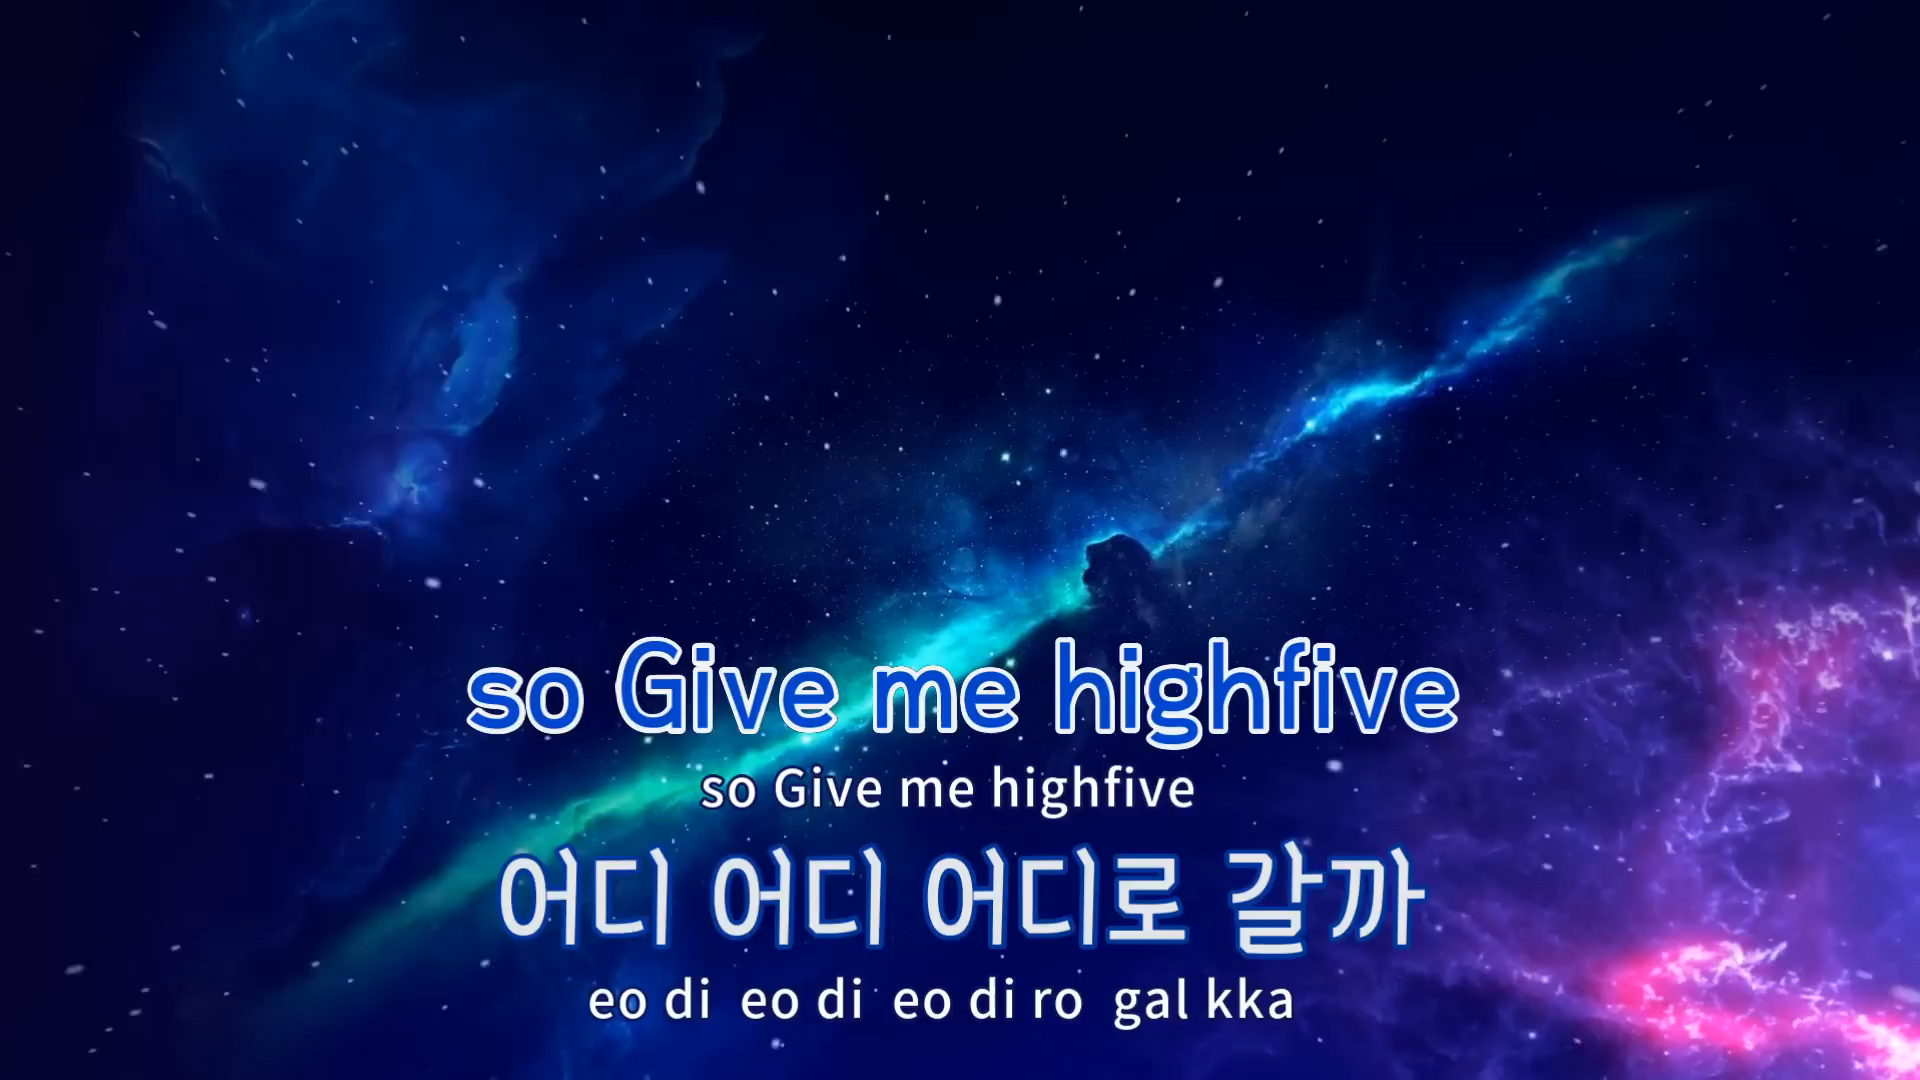 so Give me highfive
so Give me highfive
어디 어디 어디로 갈까
eo di eo di eo di ro gal kka